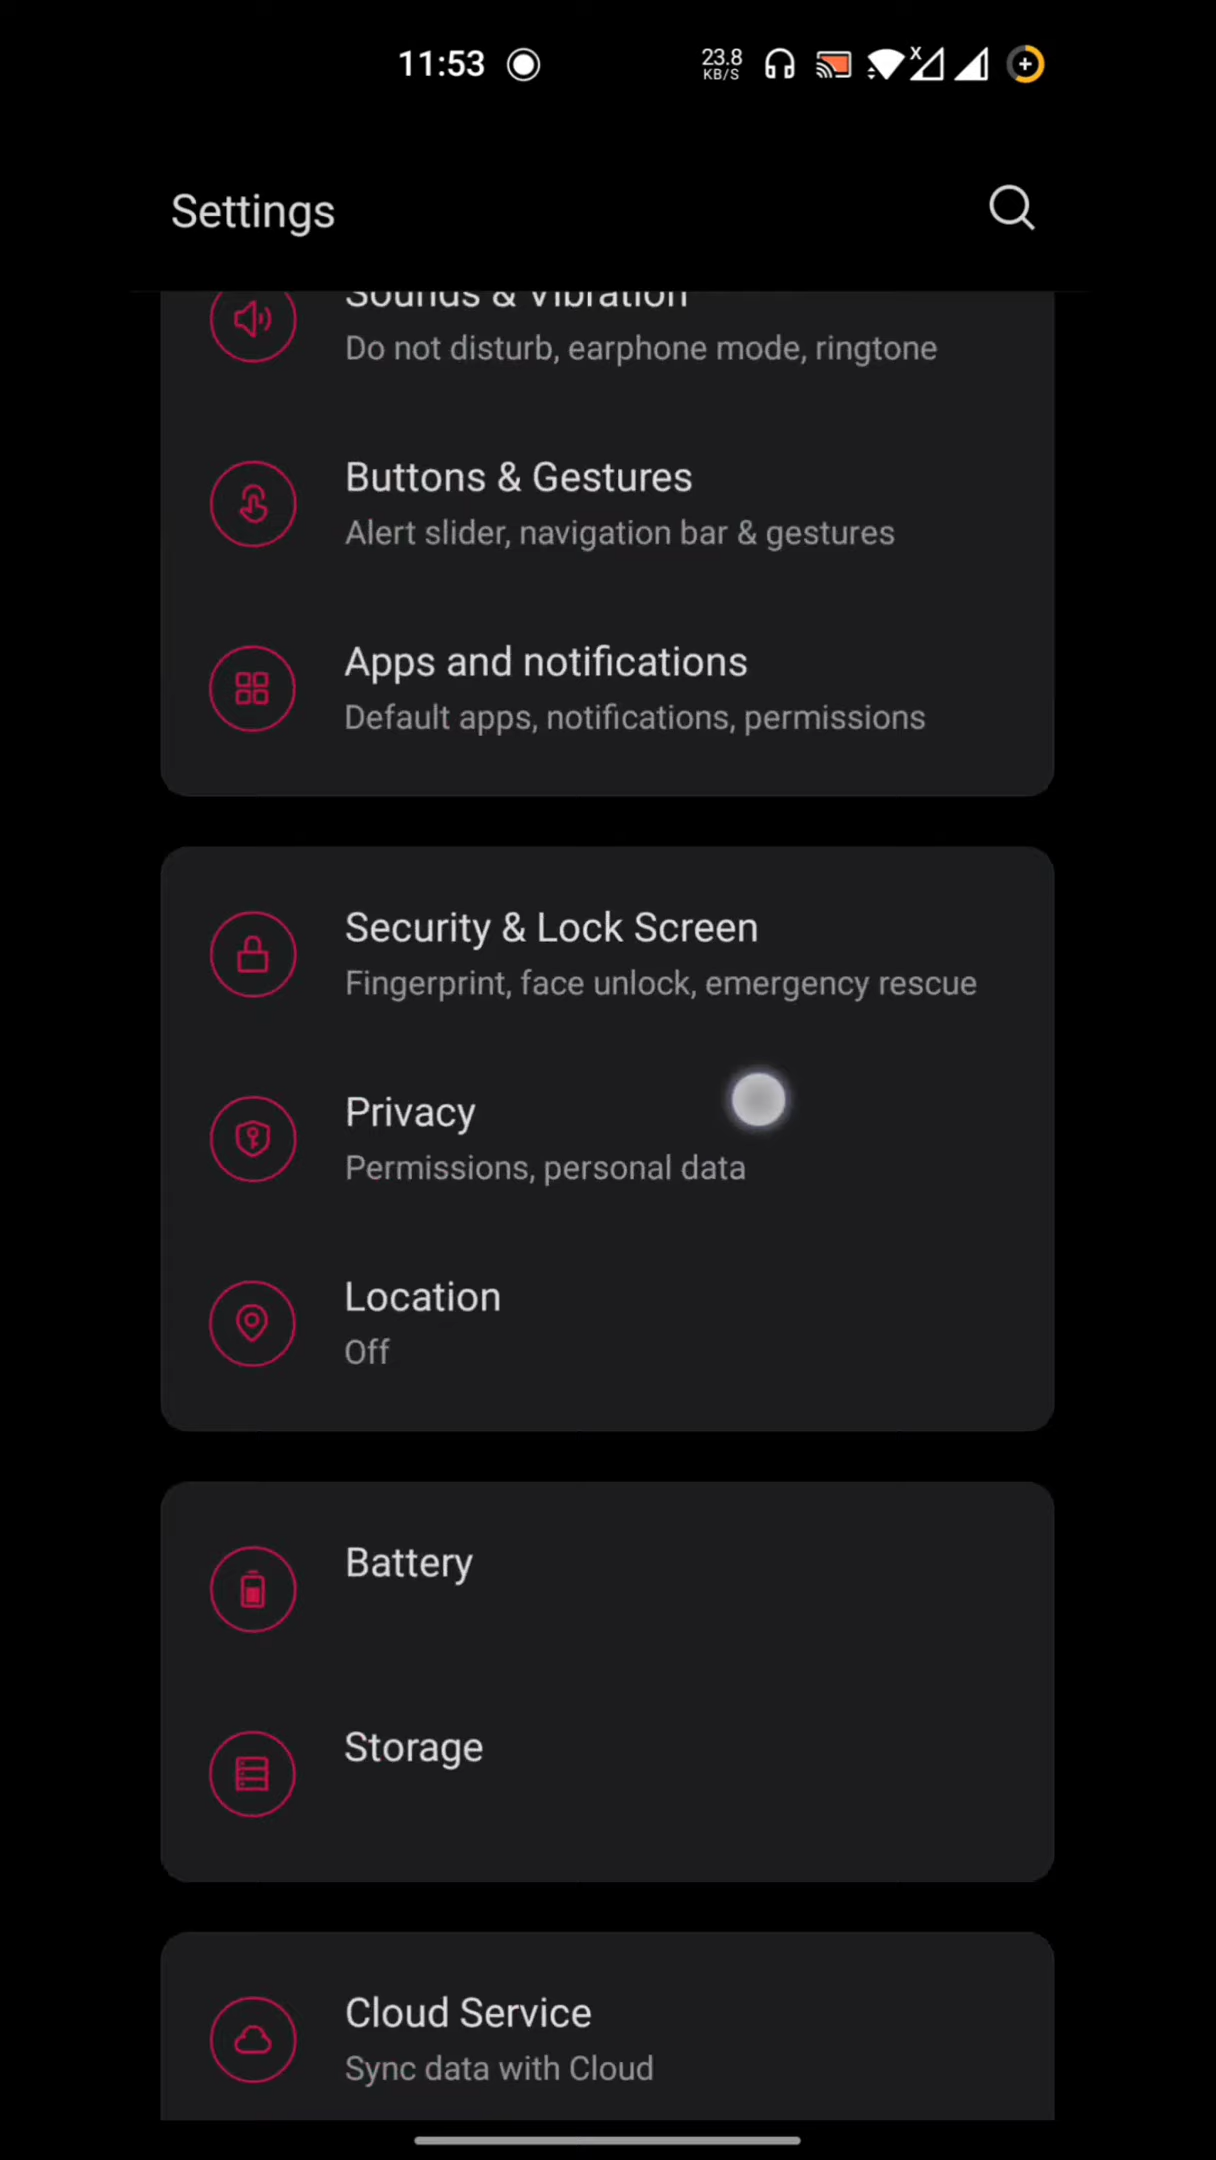 11:53
23.8
KB/S
X
Settings
Sounds & Vibration
Do not disturb, earphone mode, ringtone
Buttons & Gestures
Alert slider, navigation bar & gestures
Apps and notifications
Default apps, notifications, permissions
Security & Lock Screen
Fingerprint, face unlock, emergency rescue
Privacy
Permissions, personal data
Location
Off
Battery
Storage
Cloud Service
Sync data with Cloud